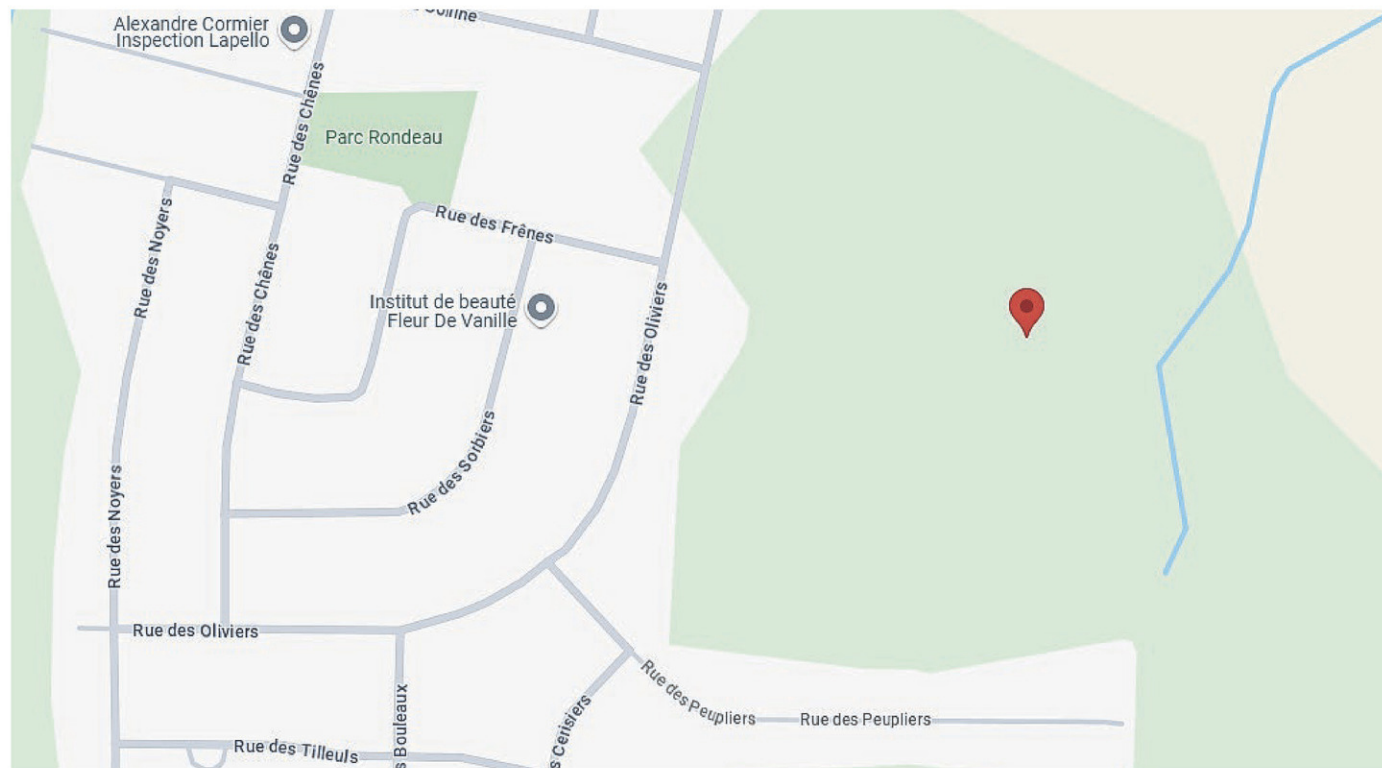 Alexandre Cormier
Inspection Lapello
Rue des Chênes
Parc Rondeau
Rue des Noyers
Rue des Frênes
Rue des Chênes
Institut de beauté
Fleur De Vanille
Rue des Oliviers
Rue des Sorbiers
Rue des Noyers
Rue des Oliviers
Rue des Peupliers
Rue des Peupliers
s Bouleaux
s Cerisiers
Rue des Tilleuls